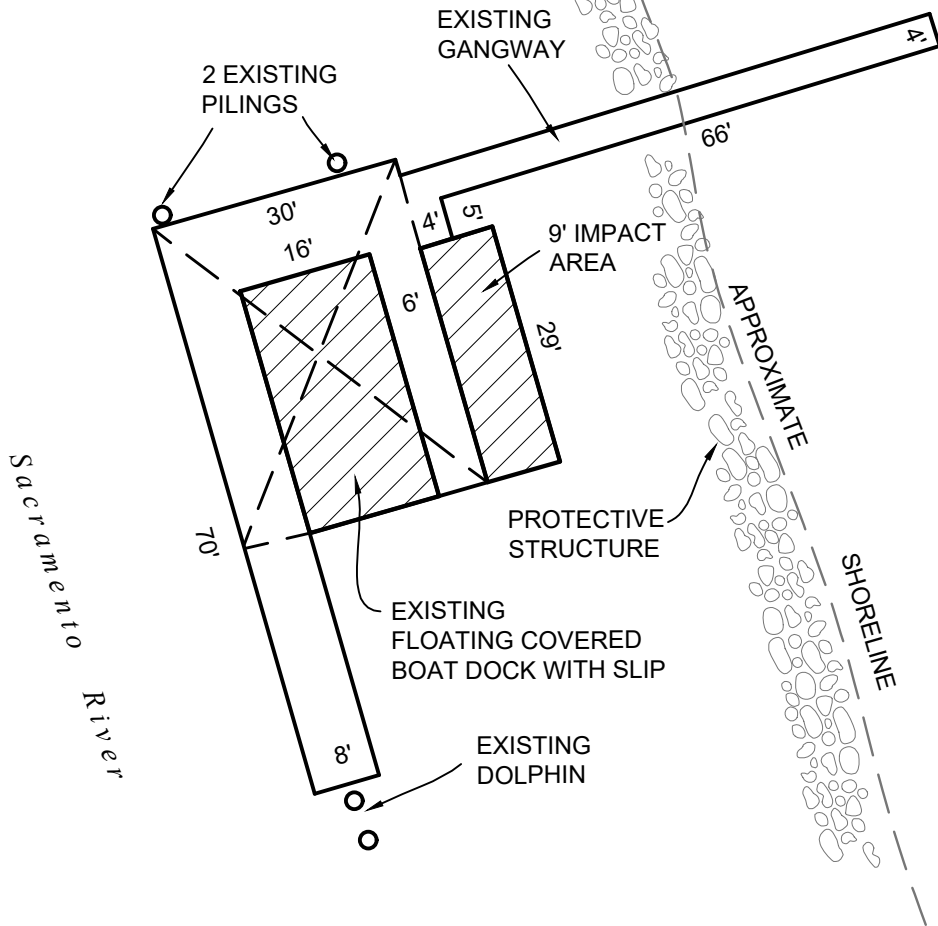 EXISTING
GANGWAY
4'
2 EXISTING
PILINGS
66'
30'
4'
5'
9' IMPACT
AREA
16'
6'
29'
APPROXIMATE
SHORELINE
Sacramento River
70'
PROTECTIVE
STRUCTURE
EXISTING
FLOATING COVERED
BOAT DOCK WITH SLIP
8'
EXISTING
DOLPHIN